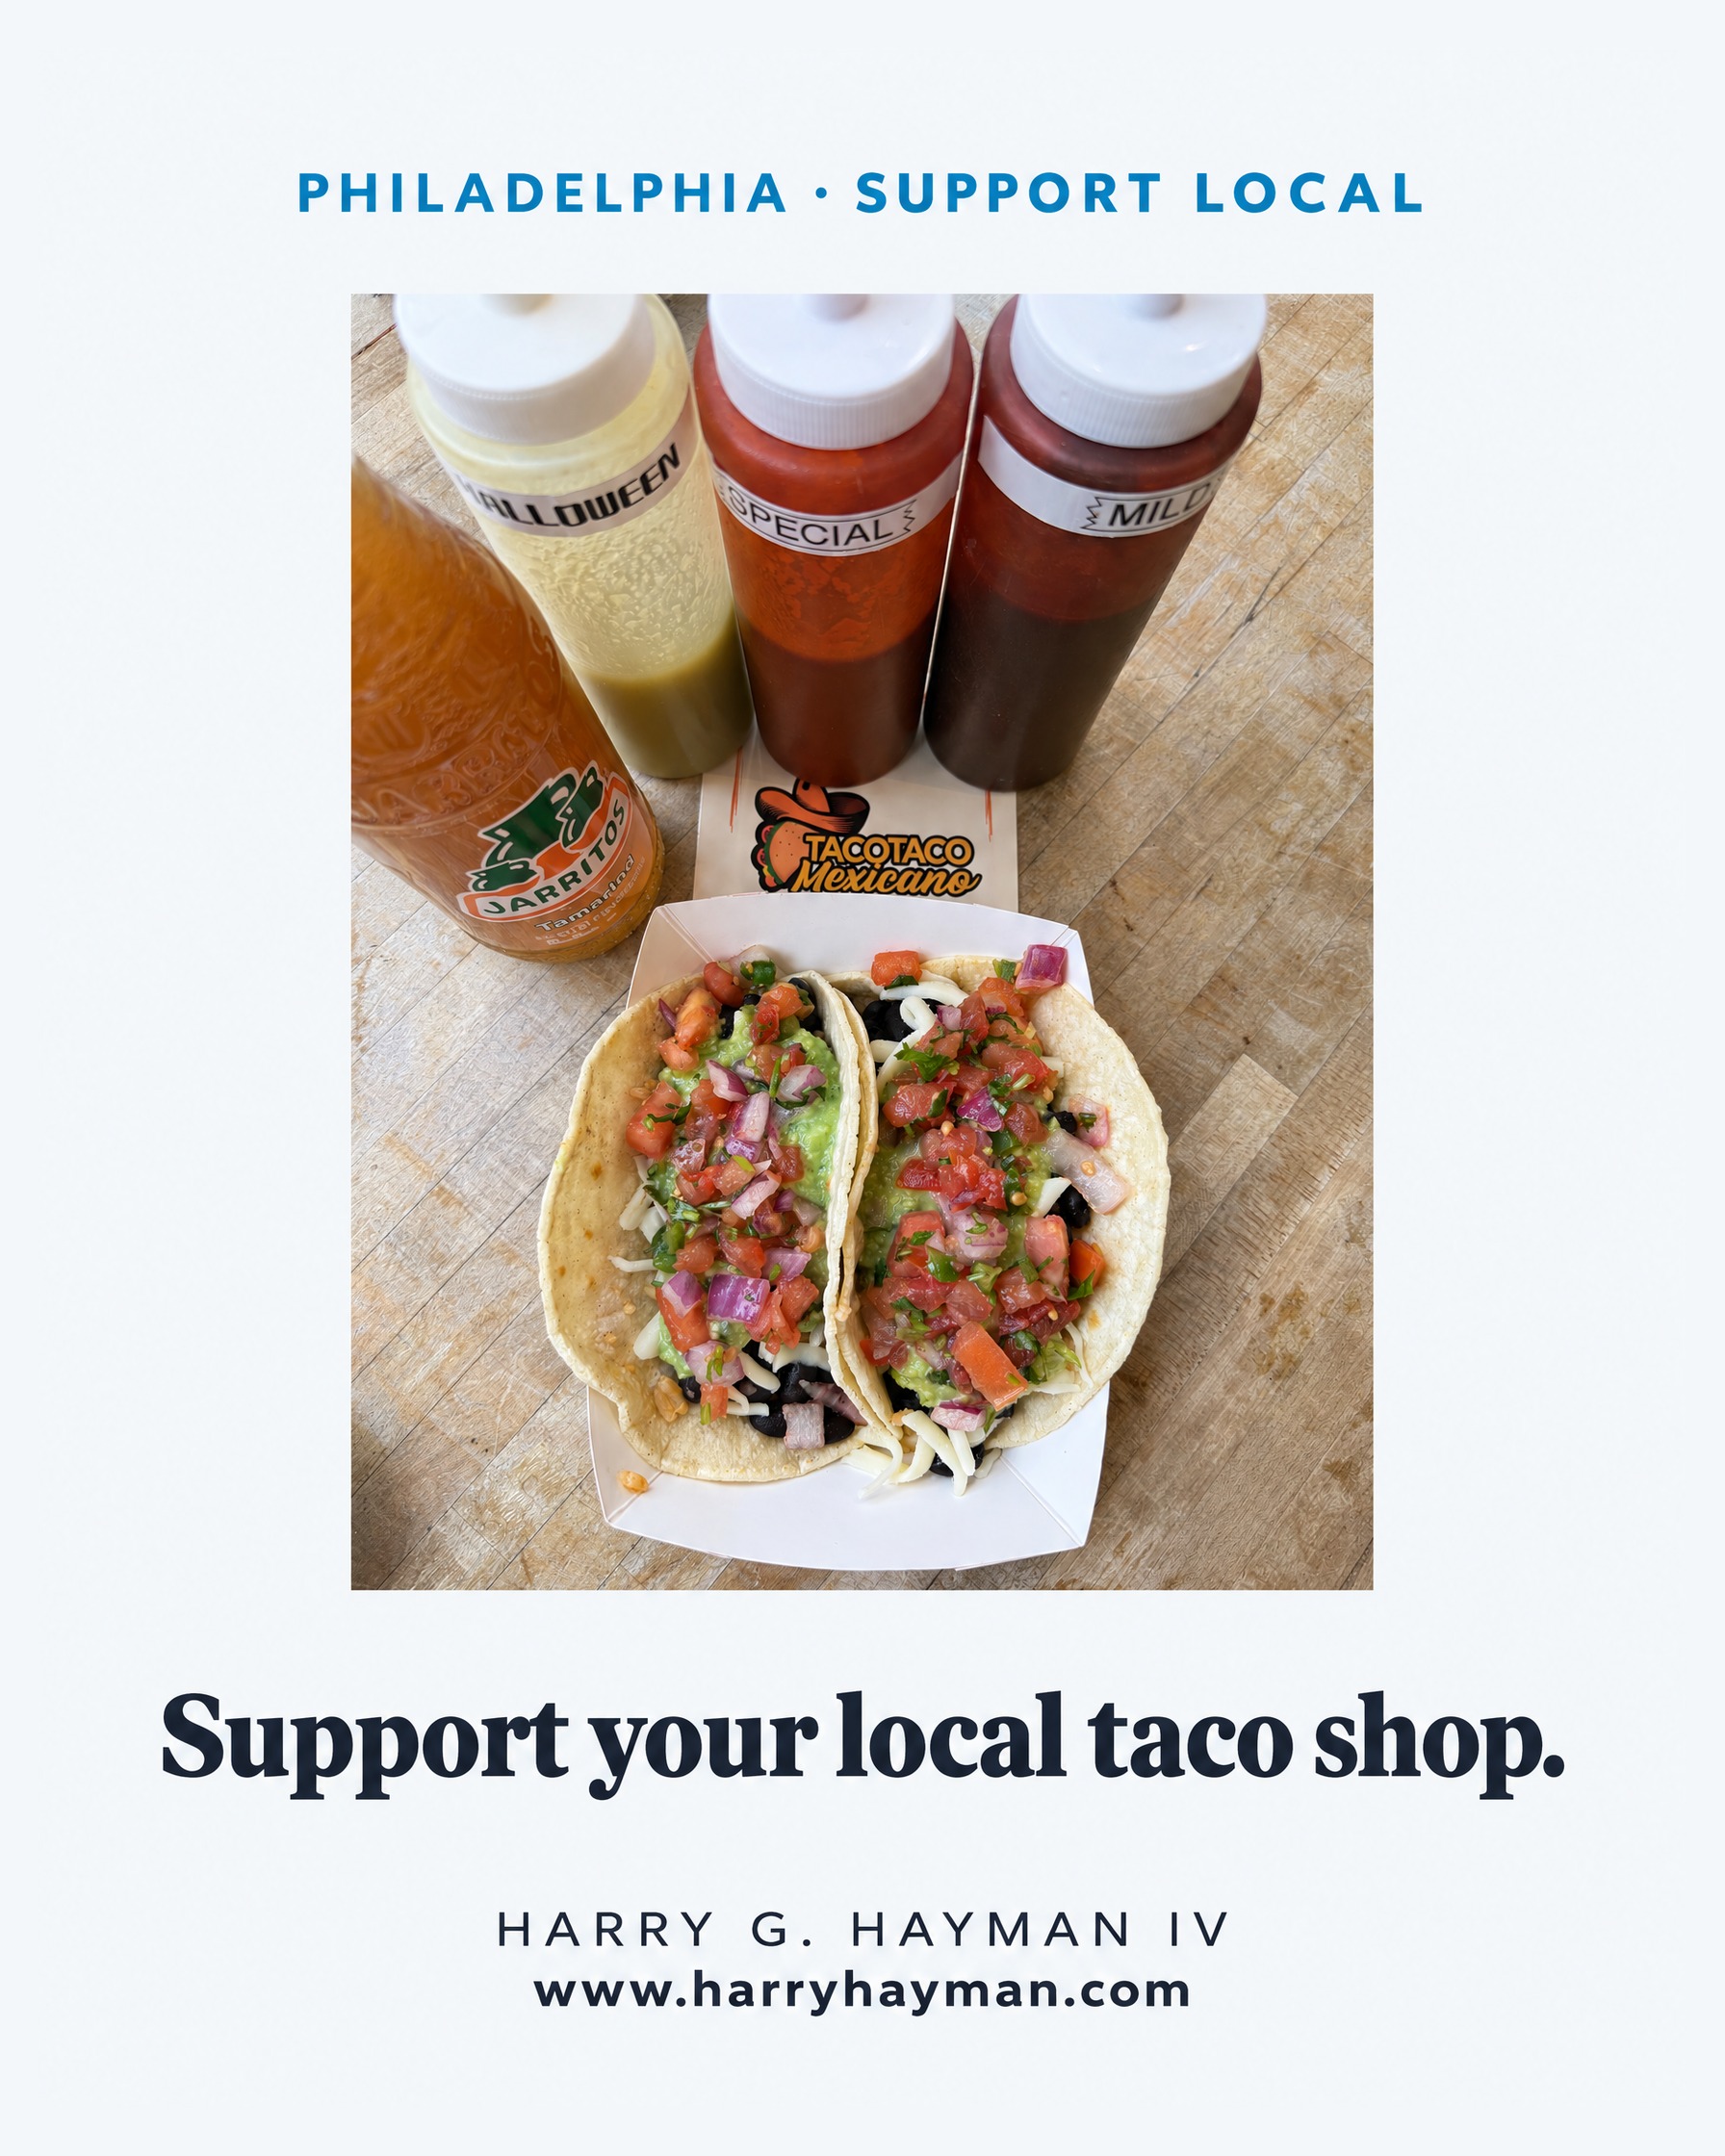 PHILADELPHIA · SUPPORT LOCAL
HALLOWEEN
SPECIAL
MILD
JARRITOS
Tamarind
TACOTACO
Mexicano
Support your local taco shop.
HARRY G. HAYMAN IV
www.harryhayman.com